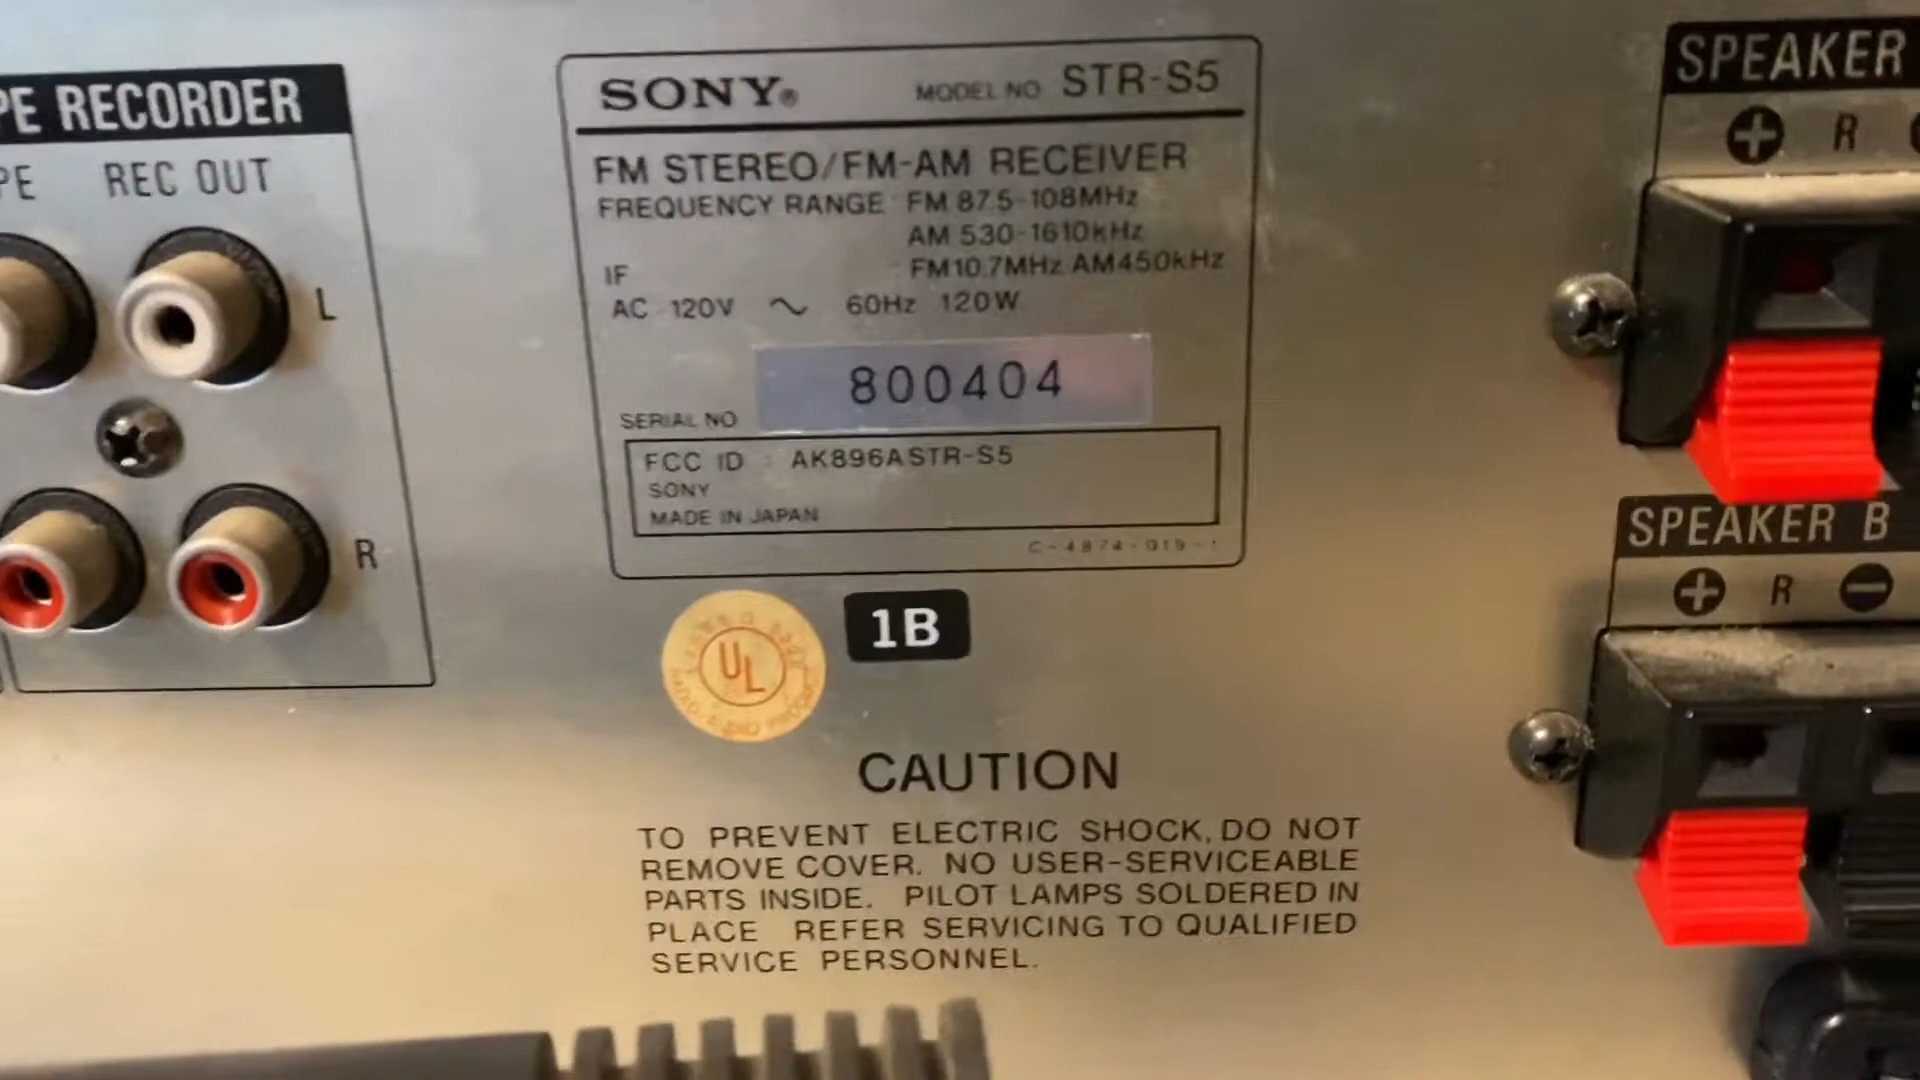 PE RECORDER
PE REC OUT
L
R
SONY®
MODEL NO STR-S5
FM STEREO/FM-AM RECEIVER
FREQUENCY RANGE FM 87.5-108MHz
AM 530-1610kHz
IF FM10.7MHz AM450kHz
AC 120V ~ 60Hz 120W
800404
SERIAL NO
FCC ID : AK896ASTR-S5
SONY
MADE IN JAPAN
C-4874-019-1
UL
1B
CAUTION
TO PREVENT ELECTRIC SHOCK, DO NOT
REMOVE COVER. NO USER-SERVICEABLE
PARTS INSIDE. PILOT LAMPS SOLDERED IN
PLACE REFER SERVICING TO QUALIFIED
SERVICE PERSONNEL.
SPEAKER
+ R
SPEAKER B
+ R −